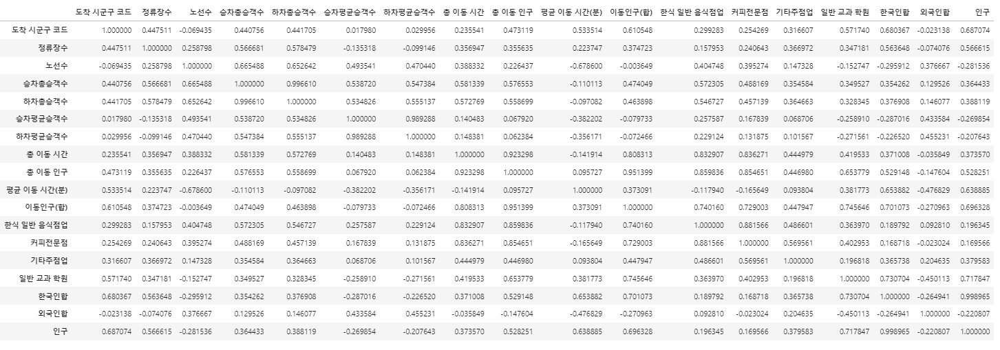 도착 시군구 코드 정류장수 노선수 승차총승객수 하차총승객수 승차평균승객수 하차평균승객수 총 이동 시간 총 이동 인구 평균 이동 시간(분) 이동인구(합) 한식 일반 음식점업 커피전문점 기타주점업 일반 교과 학원 한국인합 외국인합 인구
도착 시군구 코드 1.000000 0.447511 -0.069435 0.440756 0.441705 0.017980 0.029956 0.235541 0.473119 0.533514 0.610548 0.299283 0.254269 0.316607 0.571740 0.680367 -0.023138 0.687074
정류장수 0.447511 1.000000 0.258798 0.566681 0.578479 -0.135318 -0.099146 0.356947 0.355635 0.223747 0.374723 0.157953 0.240643 0.366972 0.347181 0.563648 -0.074076 0.566615
노선수 -0.069435 0.258798 1.000000 0.665488 0.652642 0.493541 0.470440 0.388332 0.226437 -0.678600 -0.003649 0.404748 0.395274 0.147328 -0.152747 -0.295912 0.376667 -0.281536
승차총승객수 0.440756 0.566681 0.665488 1.000000 0.996610 0.538720 0.547384 0.581339 0.576553 -0.110113 0.474049 0.572305 0.488169 0.354584 0.349527 0.354262 0.129526 0.364433
하차총승객수 0.441705 0.578479 0.652642 0.996610 1.000000 0.534826 0.555137 0.572769 0.558699 -0.097082 0.463898 0.546727 0.457139 0.364663 0.328345 0.376908 0.146077 0.388119
승차평균승객수 0.017980 -0.135318 0.493541 0.538720 0.534826 1.000000 0.989288 0.140483 0.067920 -0.382202 -0.079733 0.257587 0.167839 0.068706 -0.258910 -0.287016 0.433584 -0.269854
하차평균승객수 0.029956 -0.099146 0.470440 0.547384 0.555137 0.989288 1.000000 0.148381 0.062384 -0.356171 -0.072466 0.229124 0.131875 0.101567 -0.271561 -0.226520 0.455231 -0.207643
총 이동 시간 0.235541 0.356947 0.388332 0.581339 0.572769 0.140483 0.148381 1.000000 0.923298 -0.141914 0.808313 0.832907 0.836271 0.444979 0.419533 0.371008 -0.035849 0.373570
총 이동 인구 0.473119 0.355635 0.226437 0.576553 0.558699 0.067920 0.062384 0.923298 1.000000 0.095727 0.951399 0.859836 0.854651 0.446980 0.653779 0.529148 -0.147604 0.528251
평균 이동 시간(분) 0.533514 0.223747 -0.678600 -0.110113 -0.097082 -0.382202 -0.356171 -0.141914 0.095727 1.000000 0.373091 -0.117940 -0.165649 0.093804 0.381773 0.653882 -0.476829 0.638885
이동인구(합) 0.610548 0.374723 -0.003649 0.474049 0.463898 -0.079733 -0.072466 0.808313 0.951399 0.373091 1.000000 0.740160 0.729003 0.447947 0.745646 0.701073 -0.270963 0.696328
한식 일반 음식점업 0.299283 0.157953 0.404748 0.572305 0.546727 0.257587 0.229124 0.832907 0.859836 -0.117940 0.740160 1.000000 0.881566 0.486601 0.363970 0.189792 0.092810 0.196345
커피전문점 0.254269 0.240643 0.395274 0.488169 0.457139 0.167839 0.131875 0.836271 0.854651 -0.165649 0.729003 0.881566 1.000000 0.569561 0.402953 0.168718 -0.023024 0.169566
기타주점업 0.316607 0.366972 0.147328 0.354584 0.364663 0.068706 0.101567 0.444979 0.446980 0.093804 0.447947 0.486601 0.569561 1.000000 0.196818 0.365738 0.204635 0.379583
일반 교과 학원 0.571740 0.347181 -0.152747 0.349527 0.328345 -0.258910 -0.271561 0.419533 0.653779 0.381773 0.745646 0.363970 0.402953 0.196818 1.000000 0.730704 -0.450113 0.717847
한국인합 0.680367 0.563648 -0.295912 0.354262 0.376908 -0.287016 -0.226520 0.371008 0.529148 0.653882 0.701073 0.189792 0.168718 0.365738 0.730704 1.000000 -0.264941 0.998965
외국인합 -0.023138 -0.074076 0.376667 0.129526 0.146077 0.433584 0.455231 -0.035849 -0.147604 -0.476829 -0.270963 0.092810 -0.023024 0.204635 -0.450113 -0.264941 1.000000 -0.220807
인구 0.687074 0.566615 -0.281536 0.364433 0.388119 -0.269854 -0.207643 0.373570 0.528251 0.638885 0.696328 0.196345 0.169566 0.379583 0.717847 0.998965 -0.220807 1.000000